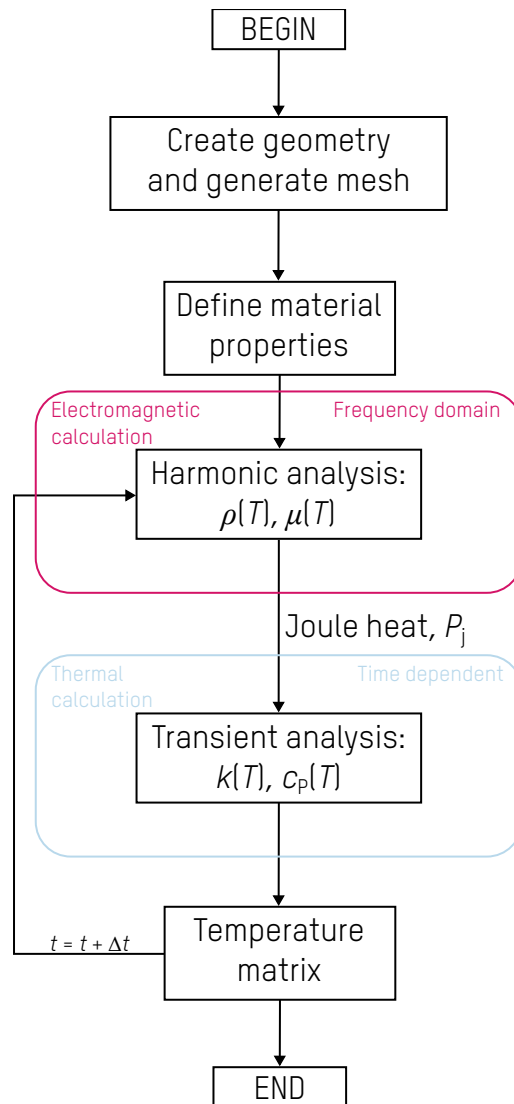 BEGIN
Create geometry
and generate mesh
Define material
properties
Electromagnetic
calculation
Frequency domain
Harmonic analysis:
ρ(T), μ(T)
Joule heat, Pj
Thermal
calculation
Time dependent
Transient analysis:
k(T), cP(T)
Temperature
matrix
t = t + Δt
END